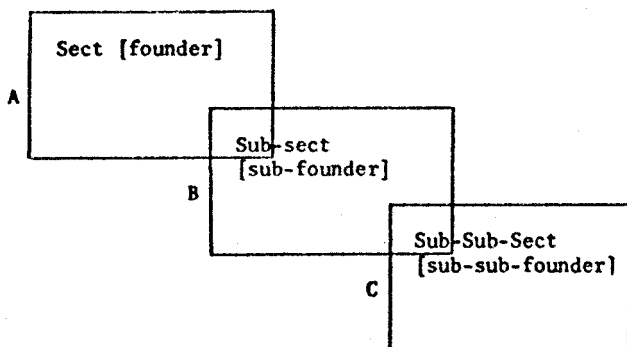 Sect [founder]
A
Sub-sect
[sub-founder]
B
Sub-Sub-Sect
[sub-sub-founder]
C